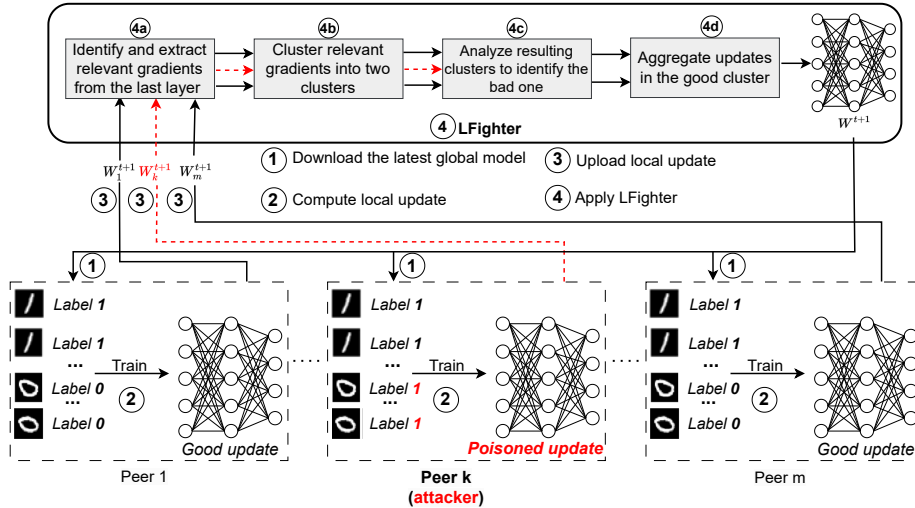 4a
4b
4c
4d
Identify and extract
relevant gradients
from the last layer
Cluster relevant
gradients into two
clusters
Analyze resulting
clusters to identify the
bad one
Aggregate updates
in the good cluster
W^{t+1}
4 LFighter
1 Download the latest global model
3 Upload local update
2 Compute local update
4 Apply LFighter
W_1^{t+1} W_k^{t+1} W_m^{t+1}
3 3 3
1 1 1
Label 1
Label 1
...
Label 0
...
Label 0
Train
2
Good update
Peer 1
. . . .
Label 1
Label 1
...
Label 1
...
Label 1
Train
2
Poisoned update
Peer k
(attacker)
. . . .
Label 1
Label 1
...
Label 0
...
Label 0
Train
2
Good update
Peer m